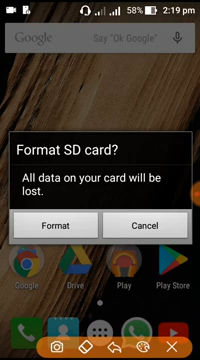 58% 2:19 pm
Google Say "Ok Google"
Format SD card?
All data on your card will be
lost.
Format Cancel
Google Drive Play Play Store